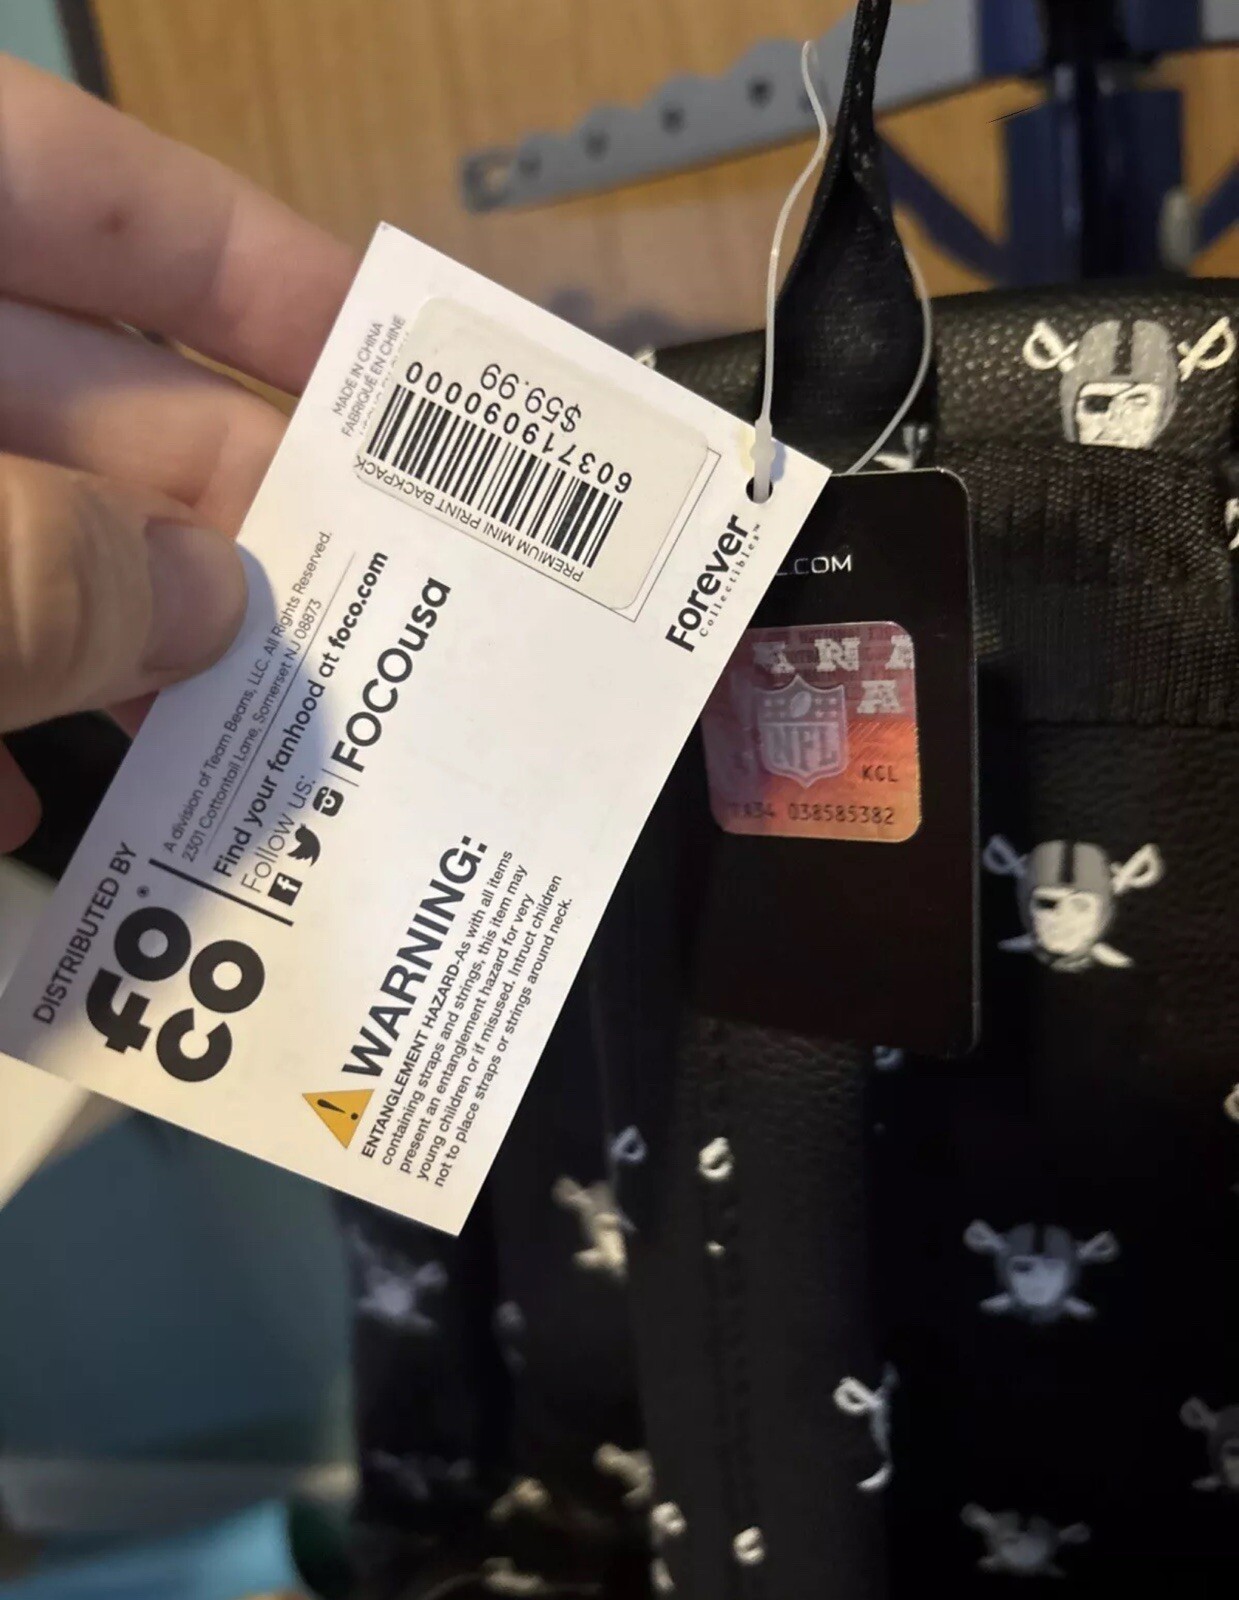 MADE IN CHINA
FABRIQUÉ EN CHINE
$59.99
6037190900000
PREMIUM MINI PRINT BACKPACK
Forever
Collectibles™
DISTRIBUTED BY
foco®
A division of Team Beans, LLC. All Rights Reserved.
2301 Cottontail Lane, Somerset NJ 08873
Find your fanhood at foco.com
Follow us:
FOCOusa
WARNING:
ENTANGLEMENT HAZARD-As with all items
containing straps and strings, this item may
present an entanglement hazard for very
young children or if misused. Intruct children
not to place straps or strings around neck.
.COM
NFL
KCL
038585382